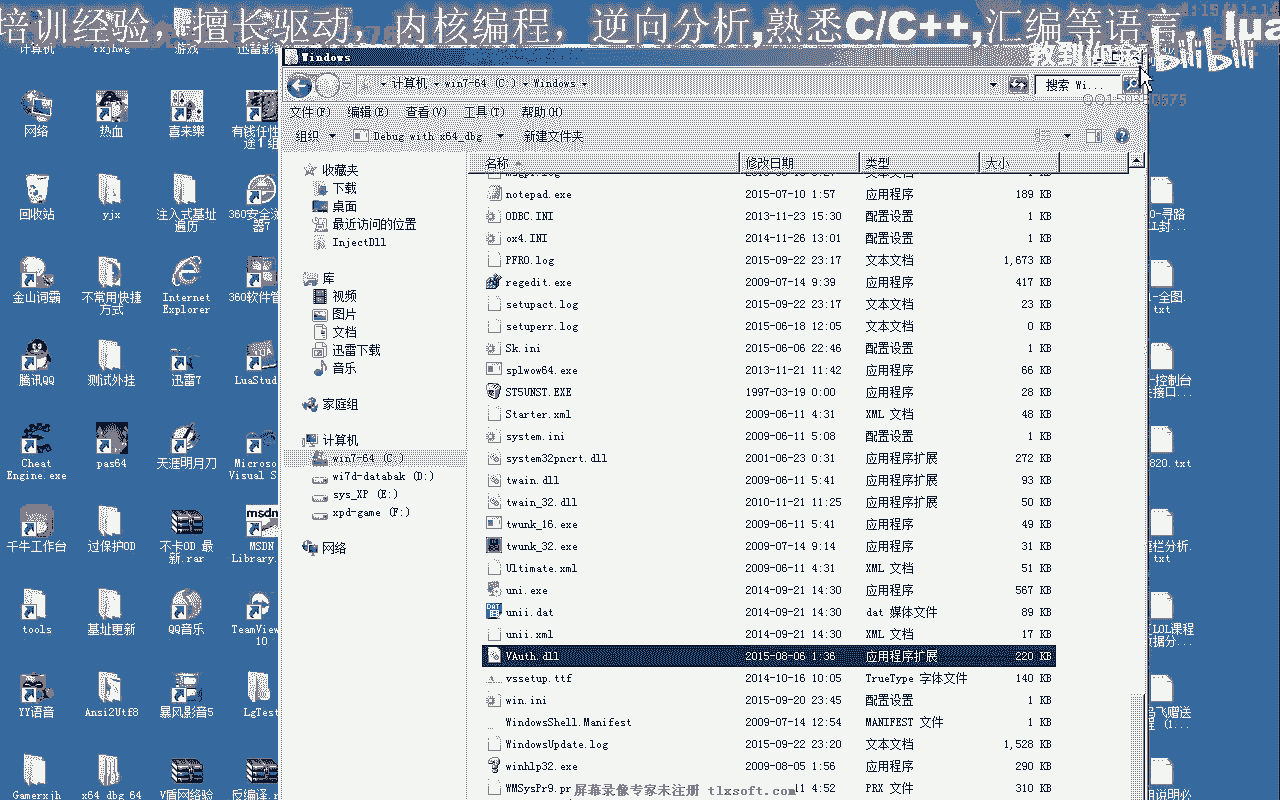 培训经验，擅长驱动，内核编程，逆向分析,熟悉C/C++,汇编等语言，lua
教到你会
bilibili
Windows
计算机 win7-64 (C:) Windows
搜索 Wi...
文件(F) 编辑(E) 查看(V) 工具(T) 帮助(H)
组织 Debug with x64_dbg 新建文件夹
收藏夹
下载
桌面
最近访问的位置
InjectDll
库
视频
图片
文档
迅雷下载
音乐
家庭组
计算机
win7-64 (C:)
wi7d-databak (D:)
sys_XP (E:)
xpd-game (F:)
网络
名称 修改日期 类型 大小
notepad.exe 2015-07-10 1:57 应用程序 189 KB
ODBC.INI 2013-11-23 15:30 配置设置 1 KB
ox4.INI 2014-11-26 13:01 配置设置 1 KB
PFRO.log 2015-09-22 23:17 文本文档 1,673 KB
regedit.exe 2009-07-14 9:39 应用程序 417 KB
setupact.log 2015-09-22 23:17 文本文档 23 KB
setuperr.log 2015-06-18 12:05 文本文档 0 KB
Sk.ini 2015-06-06 22:46 配置设置 1 KB
splwow64.exe 2013-11-21 11:42 应用程序 66 KB
ST5UNST.EXE 1997-03-19 0:00 应用程序 28 KB
Starter.xml 2009-06-11 4:31 XML 文档 48 KB
system.ini 2009-06-11 5:08 配置设置 1 KB
system32pncrt.dll 2001-06-23 0:31 应用程序扩展 272 KB
twain.dll 2009-06-11 5:41 应用程序扩展 93 KB
twain_32.dll 2010-11-21 11:25 应用程序扩展 50 KB
twunk_16.exe 2009-06-11 5:41 应用程序 49 KB
twunk_32.exe 2009-07-14 9:14 应用程序 31 KB
Ultimate.xml 2009-06-11 4:31 XML 文档 51 KB
uni.exe 2014-09-21 14:30 应用程序 567 KB
unii.dat 2014-09-21 14:30 dat 媒体文件 89 KB
unii.xml 2014-09-21 14:30 XML 文档 17 KB
VAuth.dll 2015-08-06 1:36 应用程序扩展 220 KB
vssetup.ttf 2014-10-16 10:05 TrueType 字体文件 140 KB
win.ini 2015-09-20 23:45 配置设置 1 KB
WindowsShell.Manifest 2009-07-14 12:54 MANIFEST 文件 1 KB
WindowsUpdate.log 2015-09-22 23:20 文本文档 1,528 KB
winhlp32.exe 2009-08-05 1:56 应用程序 290 KB
WMSysPr9.pr 4:52 PRX 文件 310 KB
屏幕录像专家未注册 tlxsoft.com
网络 热血 喜来樂 有钱任性
回收站 yjx 注入式基址遍历 360安全浏
器7
金山词霸 不常用快捷方式 Internet Explorer 360软件管
腾讯QQ 测试外挂 迅雷7 LuaStud
Cheat Engine.exe pas64 天涯明月刀 Microso
Visual S
千牛工作台 过保护OD 不卡OD 最新.rar MSDN Library.
tools 基址更新 QQ音乐 TeamView
10
YY语音 Ansi2Utf8 暴风影音5 LgTest
Gamerxjh x64_dbg_64 V盾网络验 反编译.r
0-寻路
-全图.
txt
-控制台
820.txt
栏分析.
txt
LOL课程
飞赠送